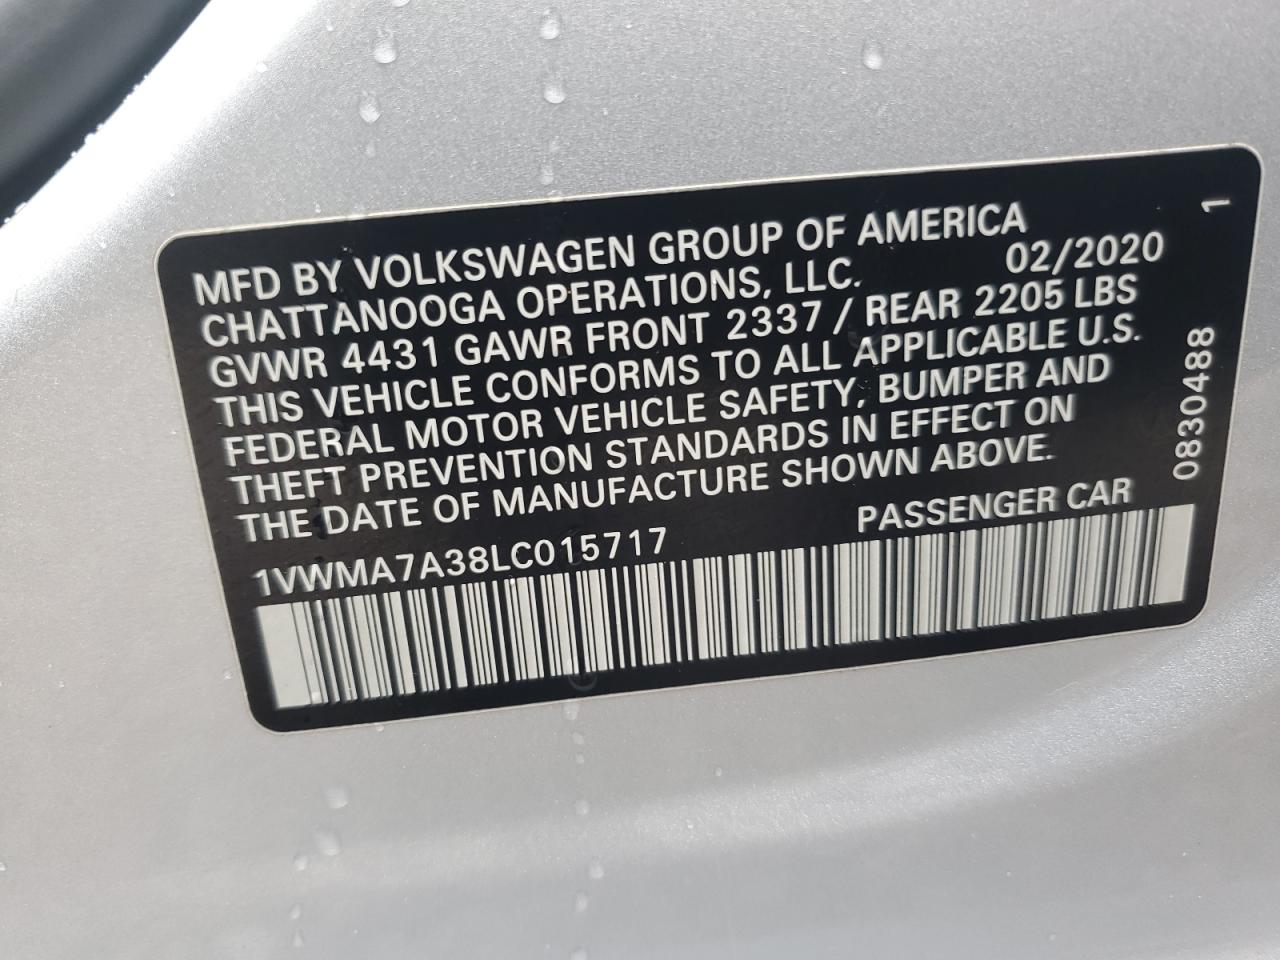 MFD BY VOLKSWAGEN GROUP OF AMERICA
CHATTANOOGA OPERATIONS, LLC. 02/2020
GVWR 4431 GAWR FRONT 2337 / REAR 2205 LBS
THIS VEHICLE CONFORMS TO ALL APPLICABLE U.S.
FEDERAL MOTOR VEHICLE SAFETY, BUMPER AND
THEFT PREVENTION STANDARDS IN EFFECT ON
THE DATE OF MANUFACTURE SHOWN ABOVE.
1VWMA7A38LC015717 PASSENGER CAR
0830488 1